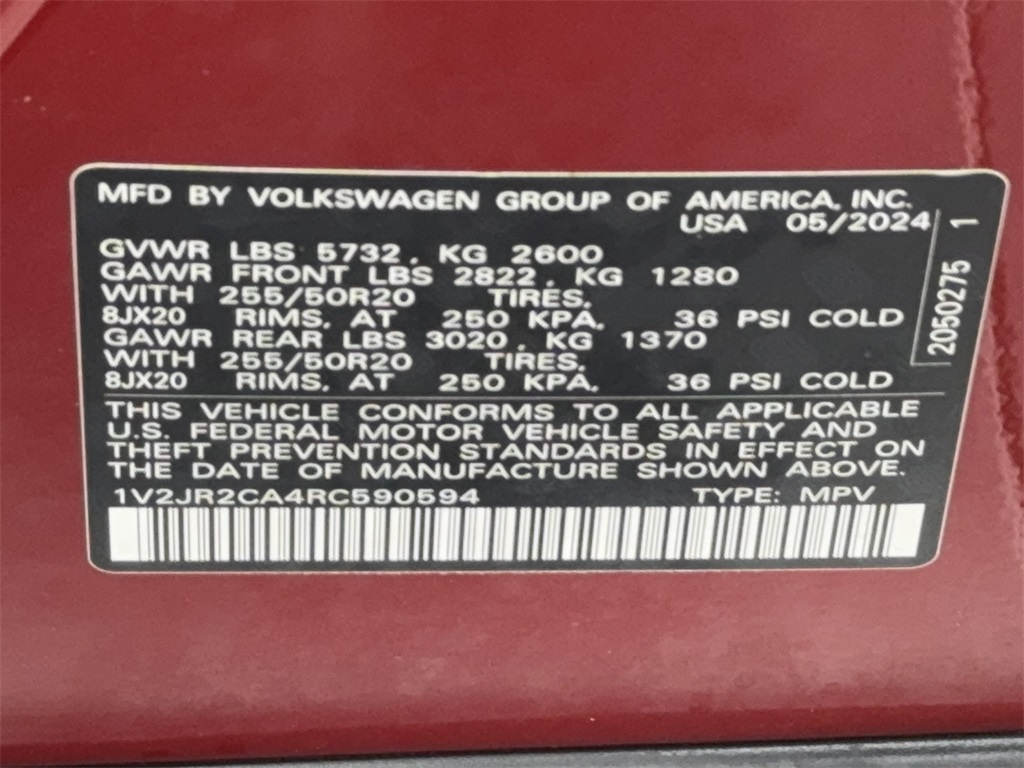 MFD BY VOLKSWAGEN GROUP OF AMERICA, INC.
USA 05/2024
GVWR LBS 5732, KG 2600
GAWR FRONT LBS 2822, KG 1280
WITH 255/50R20 TIRES,
8JX20 RIMS, AT 250 KPA, 36 PSI COLD
GAWR REAR LBS 3020, KG 1370
WITH 255/50R20 TIRES,
8JX20 RIMS, AT 250 KPA, 36 PSI COLD
2050275 1
THIS VEHICLE CONFORMS TO ALL APPLICABLE
U.S. FEDERAL MOTOR VEHICLE SAFETY AND
THEFT PREVENTION STANDARDS IN EFFECT ON
THE DATE OF MANUFACTURE SHOWN ABOVE.
1V2JR2CA4RC590594 TYPE: MPV